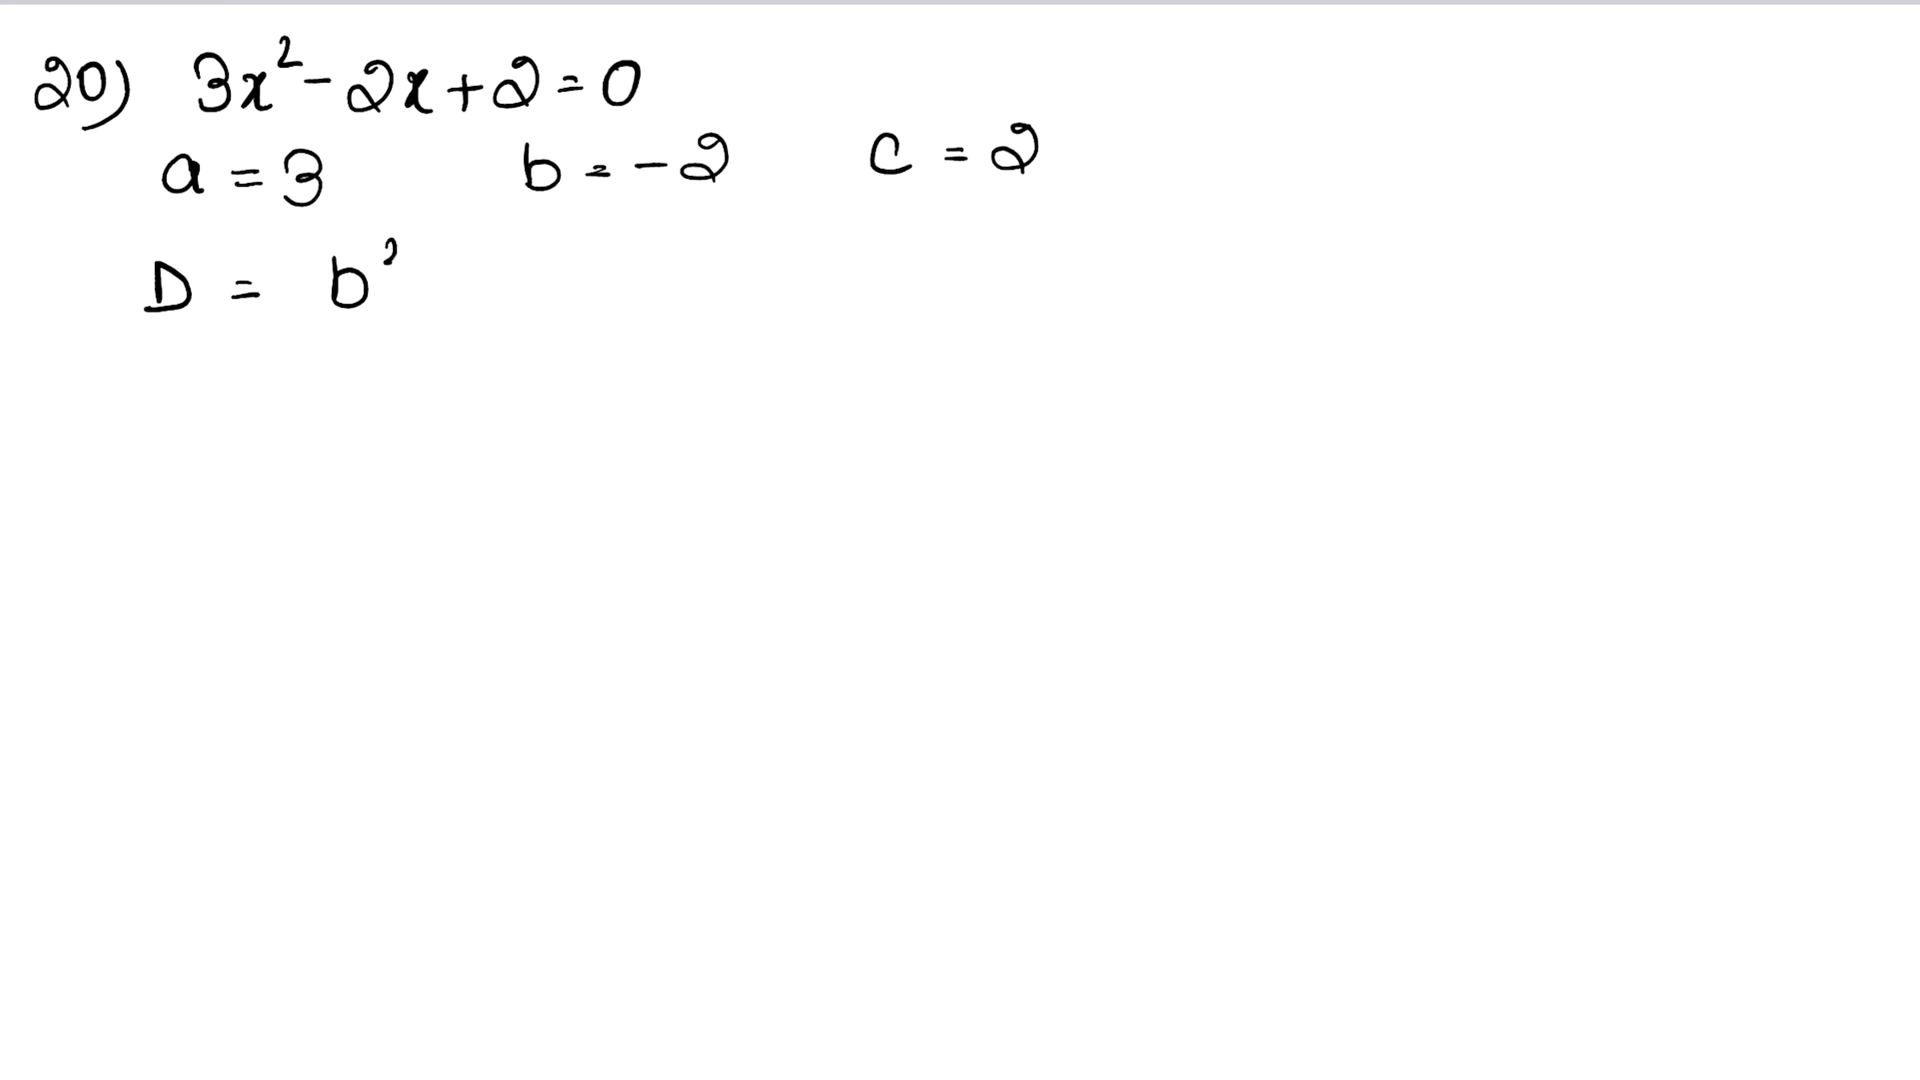 20) 3x² - 2x + 2 = 0
a = 3 b = -2 c = 2
D = b²